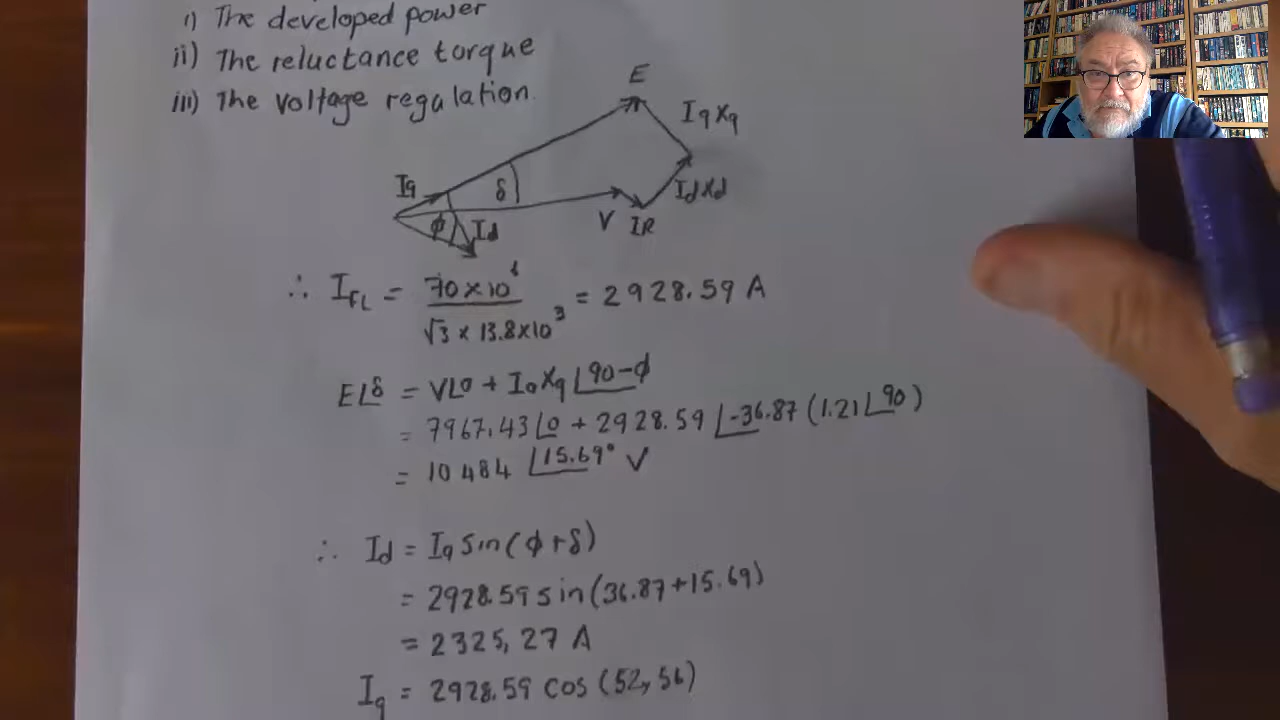 i) The developed power
ii) The reluctance torque
iii) The voltage regulation.
E
IqXq
Iq
δ
IdXd
ϕ
Id
V
IR
∴ IFL = 70×10⁶ / √3 × 13.8×10³ = 2928.59 A
E∠δ = V∠0 + IaXq ∠90-ϕ
= 7967.43∠0 + 2928.59 ∠-36.87 (1.21∠90)
= 10 484 ∠15.69° V
∴ Id = Ia sin(ϕ+δ)
= 2928.59 sin(36.87+15.69)
= 2325,27 A
Iq = 2928.59 cos (52,56)